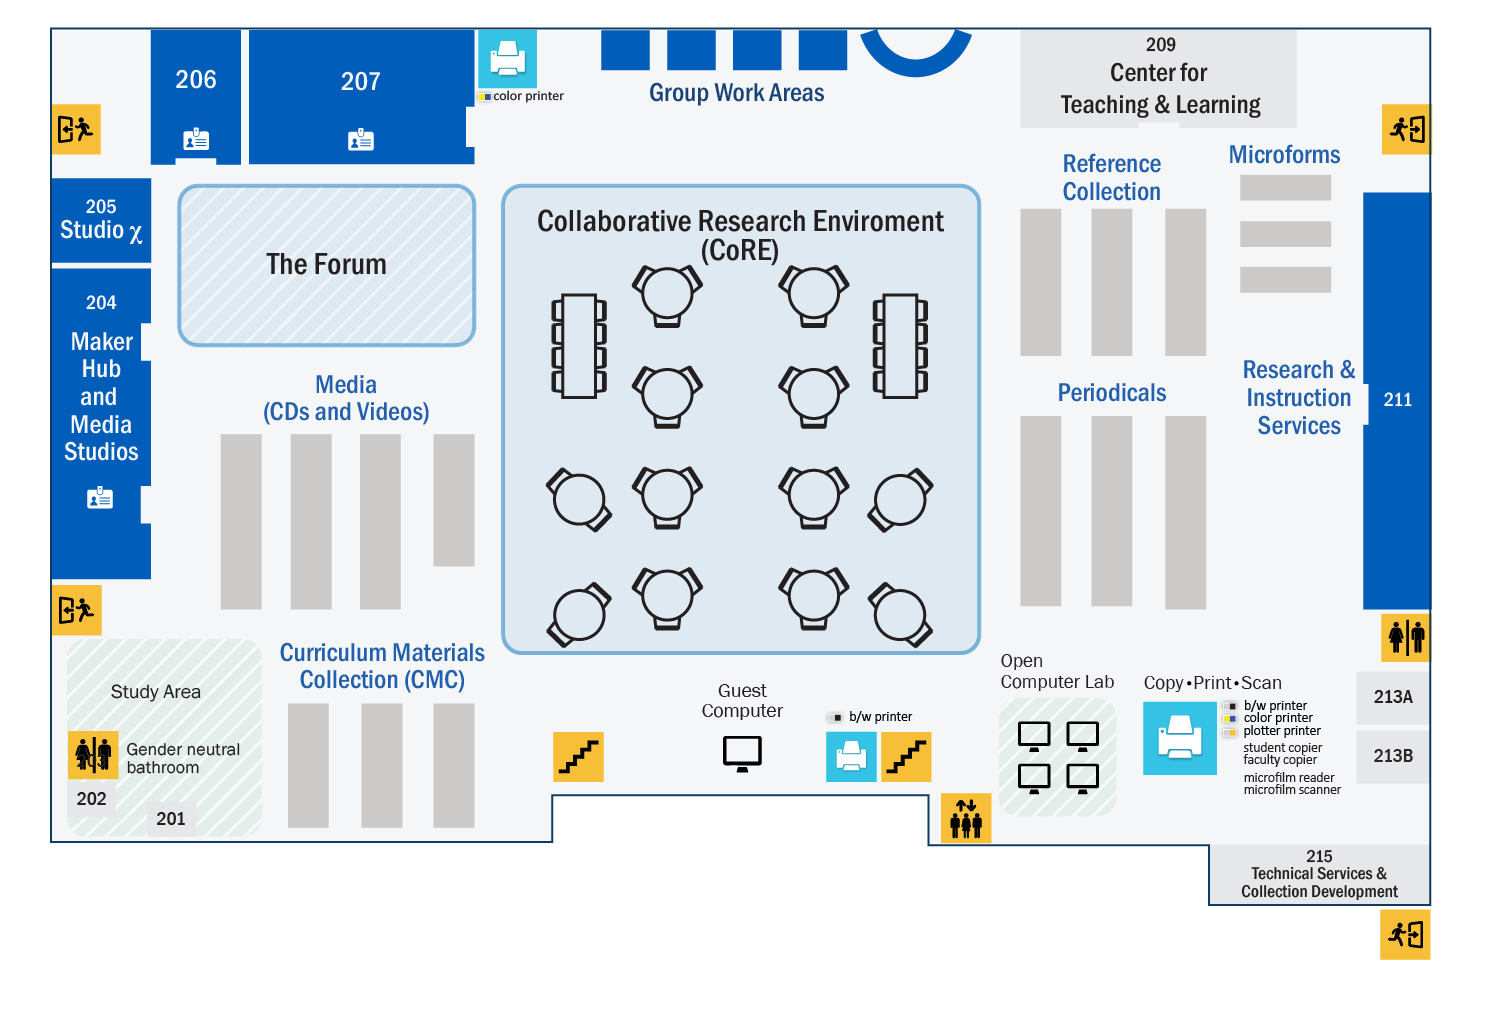 206
207
color printer
Group Work Areas
209
Center for
Teaching & Learning
205
Studio χ
The Forum
Collaborative Research Enviroment
(CoRE)
Reference
Collection
Microforms
204
Maker
Hub
and
Media
Studios
Media
(CDs and Videos)
Periodicals
Research &
Instruction
Services
211
Study Area
Gender neutral
bathroom
202
201
Curriculum Materials
Collection (CMC)
Guest
Computer
b/w printer
Open
Computer Lab
Copy•Print•Scan
b/w printer
color printer
plotter printer
student copier
faculty copier
microfilm reader
microfilm scanner
213A
213B
215
Technical Services &
Collection Development